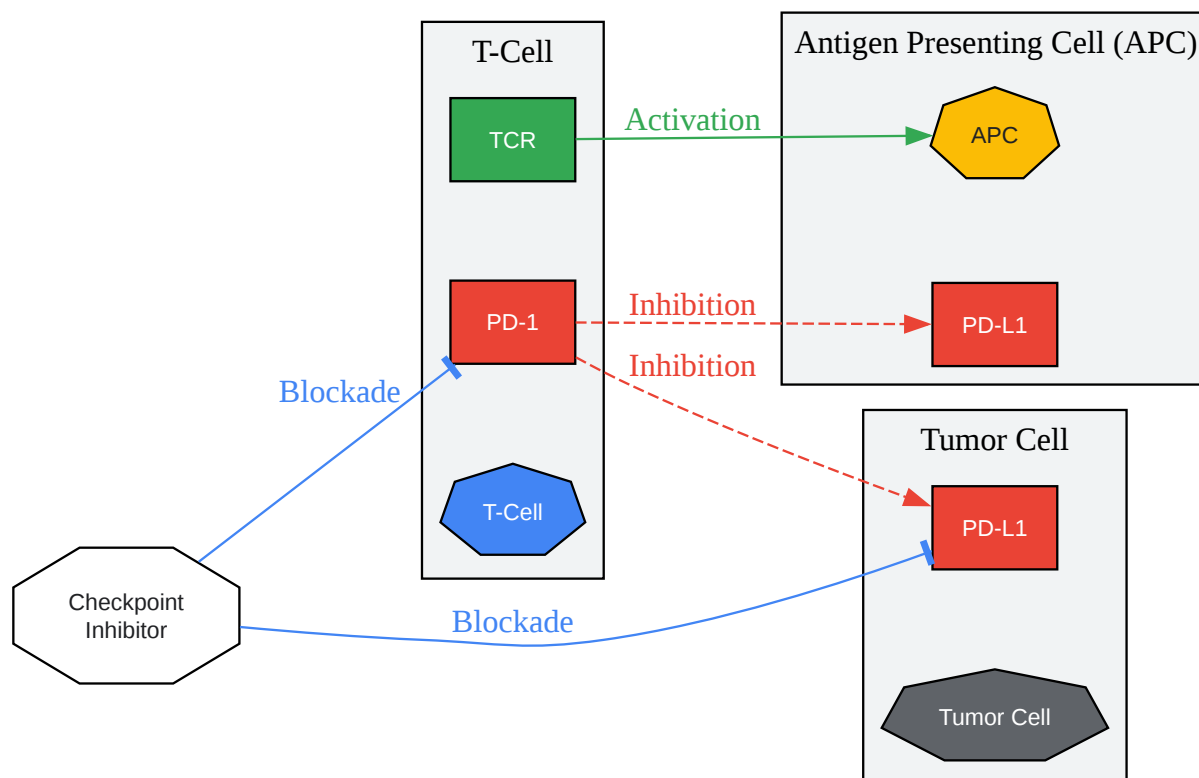 T-Cell
Antigen Presenting Cell (APC)
TCR
Activation
APC
PD-1
Inhibition
PD-L1
Inhibition
Blockade
Tumor Cell
T-Cell
PD-L1
Checkpoint
Inhibitor
Blockade
Tumor Cell